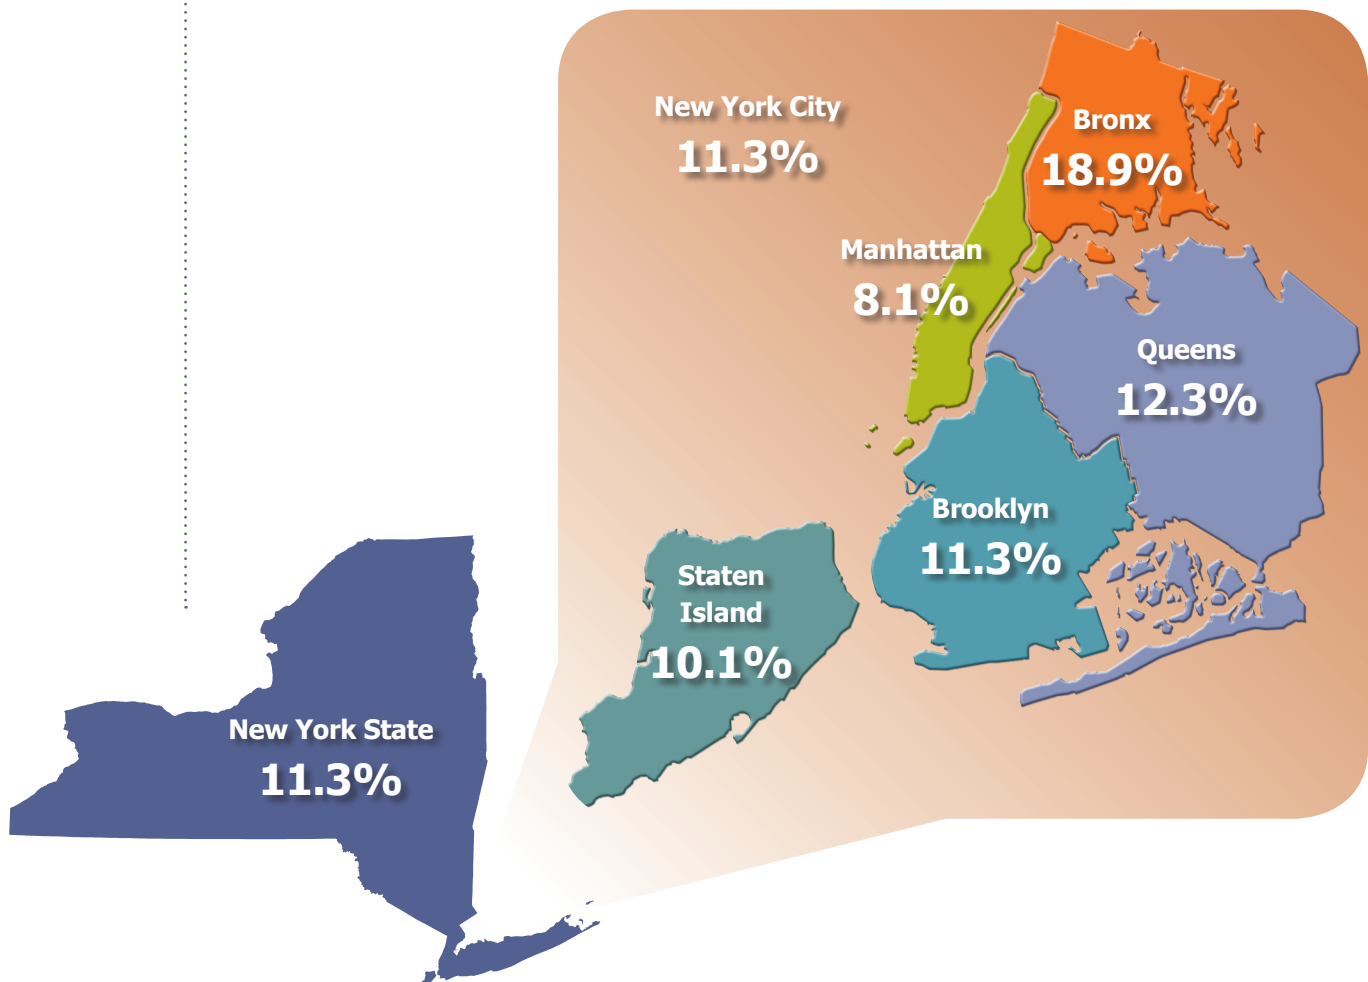 New York City
11.3%
Bronx
18.9%
Manhattan
8.1%
Queens
12.3%
Brooklyn
11.3%
Staten
Island
10.1%
New York State
11.3%